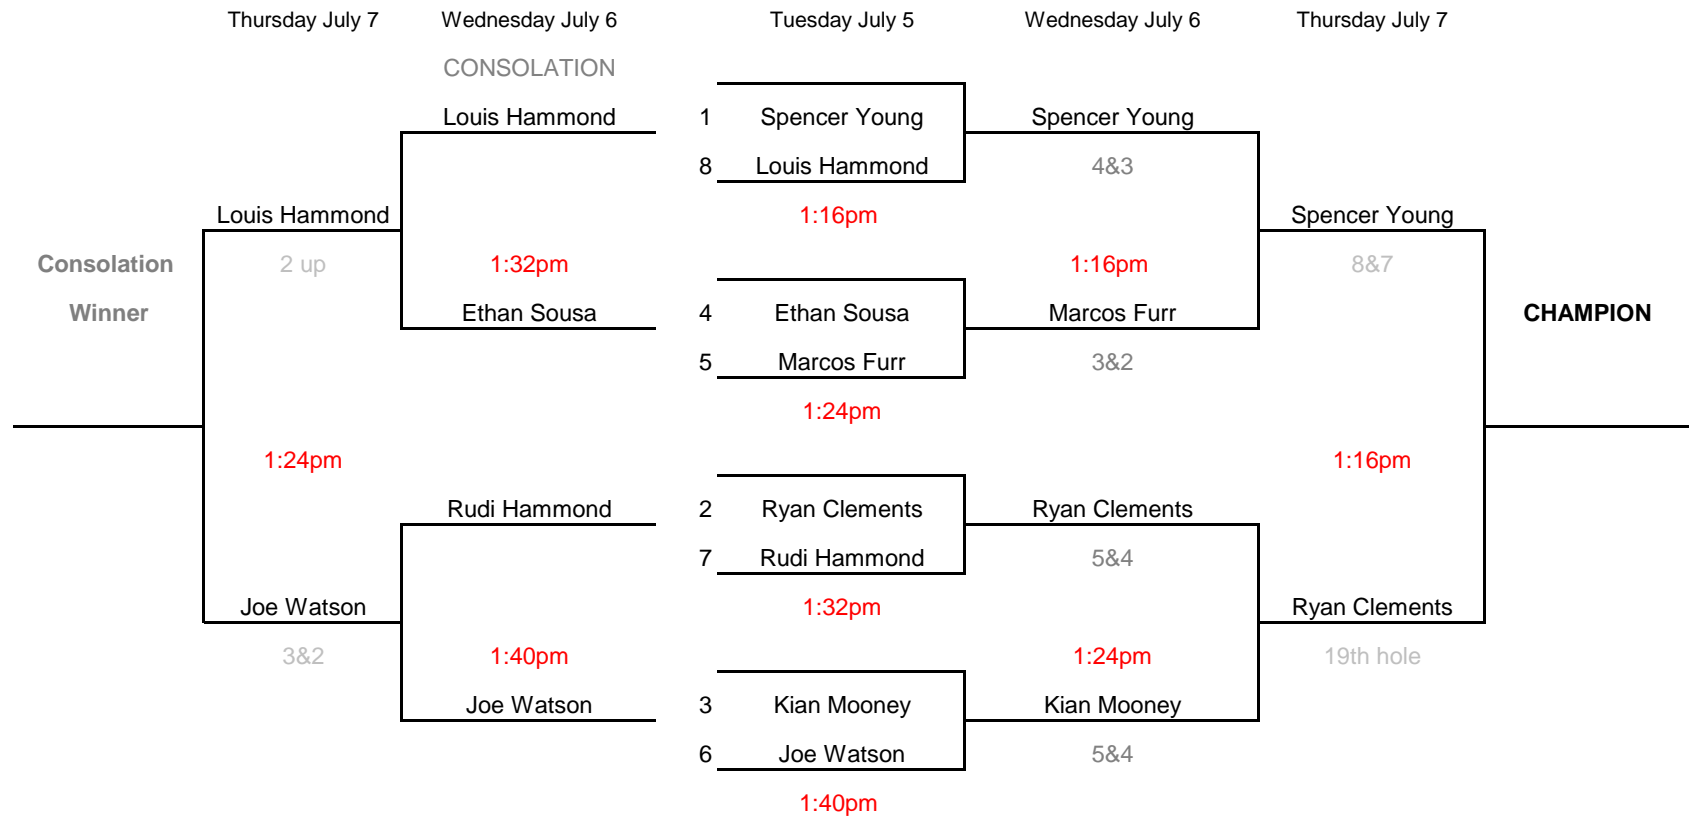 Thursday July 7 Wednesday July 6 Tuesday July 5 Wednesday July 6 Thursday July 7
CONSOLATION
Louis Hammond 1 Spencer Young Spencer Young
8 Louis Hammond 4&3
Louis Hammond 1:16pm Spencer Young
Consolation 2 up 1:32pm 1:16pm 8&7
Winner Ethan Sousa 4 Ethan Sousa Marcos Furr CHAMPION
5 Marcos Furr 3&2
1:24pm
1:24pm 1:16pm
Rudi Hammond 2 Ryan Clements Ryan Clements
7 Rudi Hammond 5&4
Joe Watson 1:32pm Ryan Clements
3&2 1:40pm 1:24pm 19th hole
Joe Watson 3 Kian Mooney Kian Mooney
6 Joe Watson 5&4
1:40pm